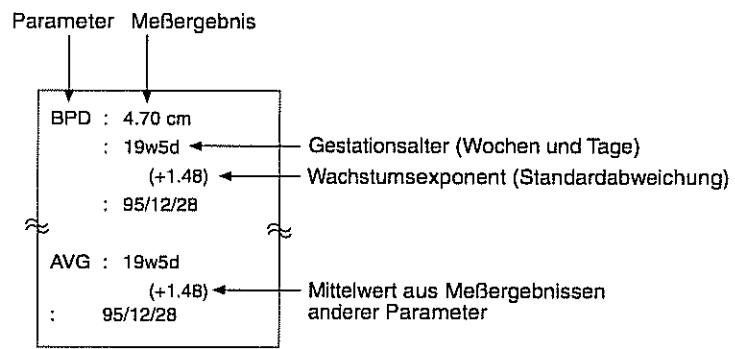 Parameter Meßergebnis
BPD : 4.70 cm
: 19w5d Gestationsalter (Wochen und Tage)
(+1.48) Wachstumsexponent (Standardabweichung)
: 95/12/28
AVG : 19w5d
(+1.48) Mittelwert aus Meßergebnissen
anderer Parameter
: 95/12/28